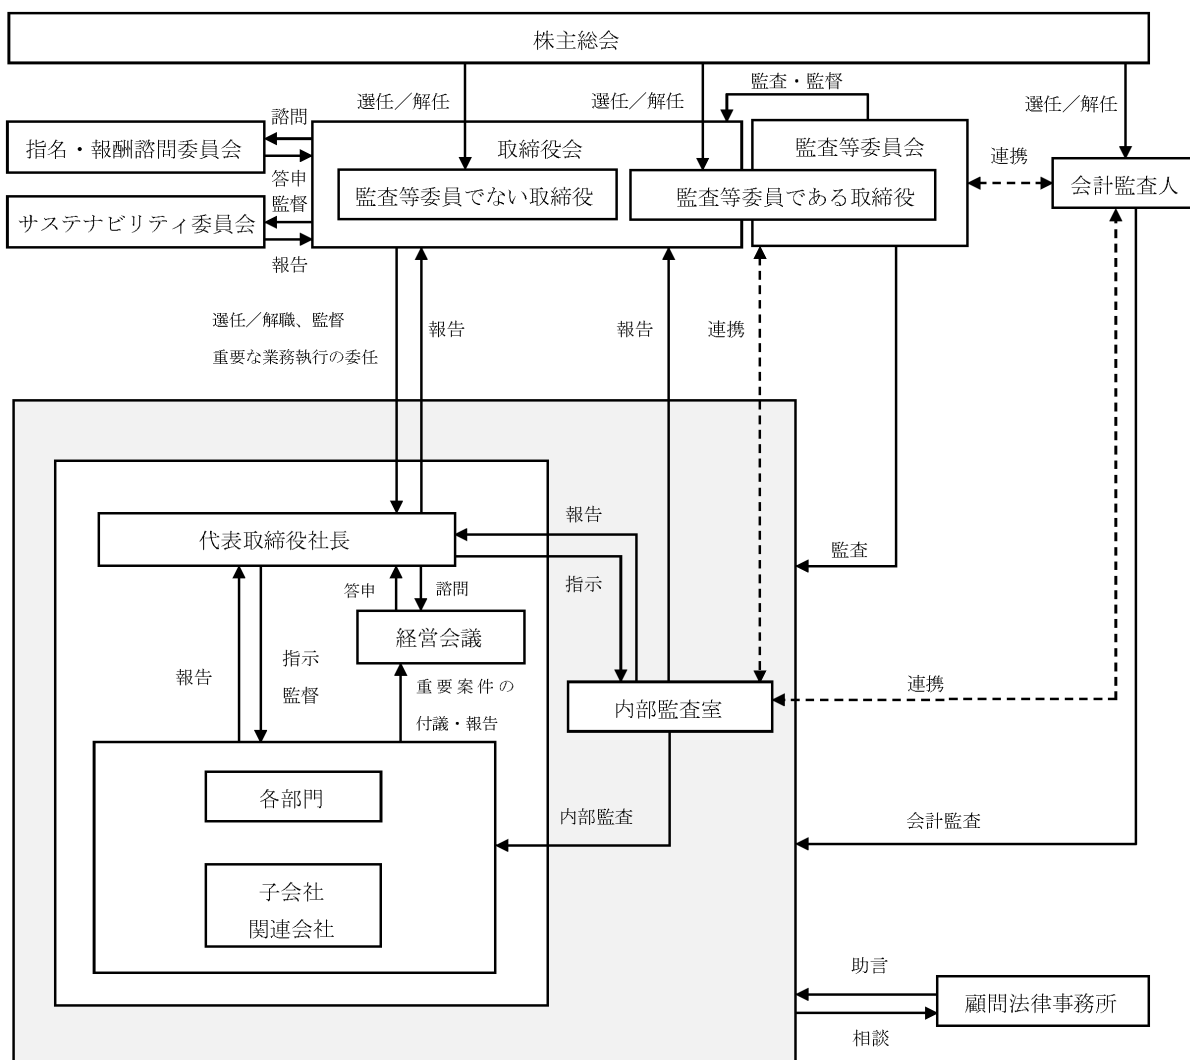 株主総会
選任／解任
選任／解任
監査・監督
選任／解任
諮問
指名・報酬諮問委員会
答申
取締役会
監査等委員会
連携
会計監査人
監査等委員でない取締役
監査等委員である取締役
監督
サステナビリティ委員会
報告
選任／解職、監督
重要な業務執行の委任
報告
報告
連携
代表取締役社長
報告
指示
監査
答申
諮問
経営会議
報告
指示
監督
重要案件の
付議・報告
内部監査室
連携
各部門
内部監査
会計監査
子会社
関連会社
助言
顧問法律事務所
相談